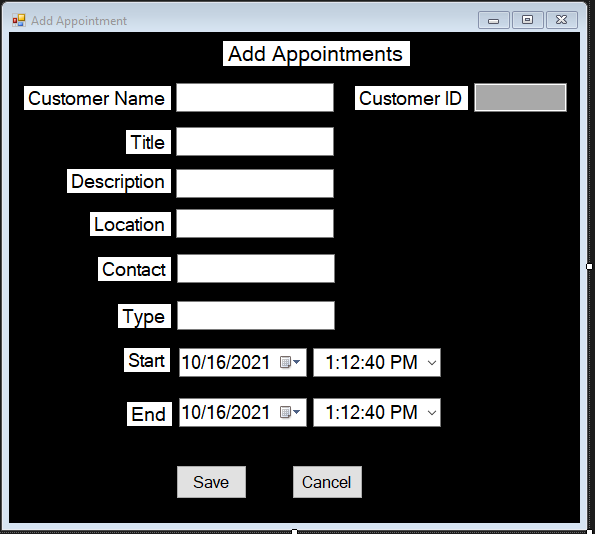 Add Appointment
Add Appointments
Customer Name Customer ID
Title
Description
Location
Contact
Type
Start 10/16/2021 1:12:40 PM
End 10/16/2021 1:12:40 PM
Save Cancel